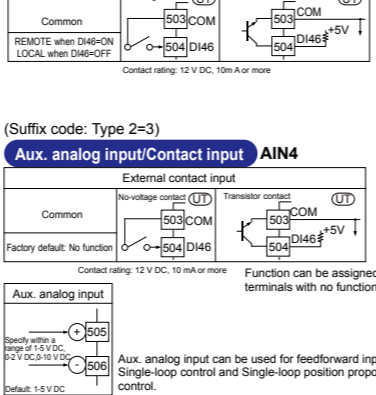 UT
UT
Common
503 COM
503 COM
+5V
REMOTE when DI46=ON
LOCAL when DI46=OFF
504 DI46
504 DI46
Contact rating: 12 V DC, 10m A or more
(Suffix code: Type 2=3)
Aux. analog input/Contact input AIN4
External contact input
No-voltage contact UT
Transistor contact UT
Common
503 COM
503 COM
+5V
Factory default: No function
504 DI46
504 DI46
Contact rating: 12 V DC, 10 mA or more
Function can be assigned
terminals with no function
Aux. analog input
Specify within a
range of 1-5 V DC,
0-2 V DC,0-10 V DC
+ 505
- 506
Default: 1-5 V DC
Aux. analog input can be used for feedforward
Single-loop control and Single-loop position
control.